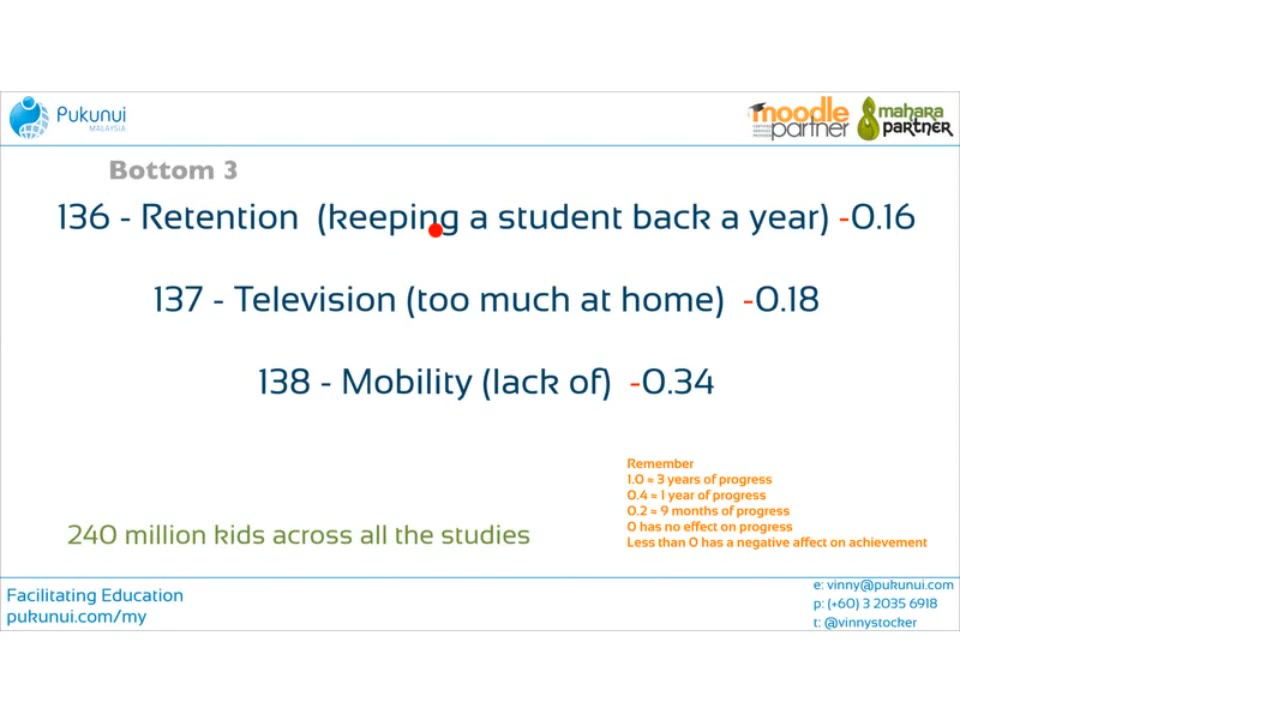 Pukunui
MALAYSIA
moodle
partner
mahara
partner
Bottom 3
136 - Retention (keeping a student back a year) -0.16
137 - Television (too much at home) -0.18
138 - Mobility (lack of) -0.34
Remember
1.0 ≈ 3 years of progress
0.4 ≈ 1 year of progress
0.2 ≈ 9 months of progress
0 has no effect on progress
Less than 0 has a negative affect on achievement
240 million kids across all the studies
Facilitating Education
pukunui.com/my
e: vinny@pukunui.com
p: (+60) 3 2035 6918
t: @vinnystocker